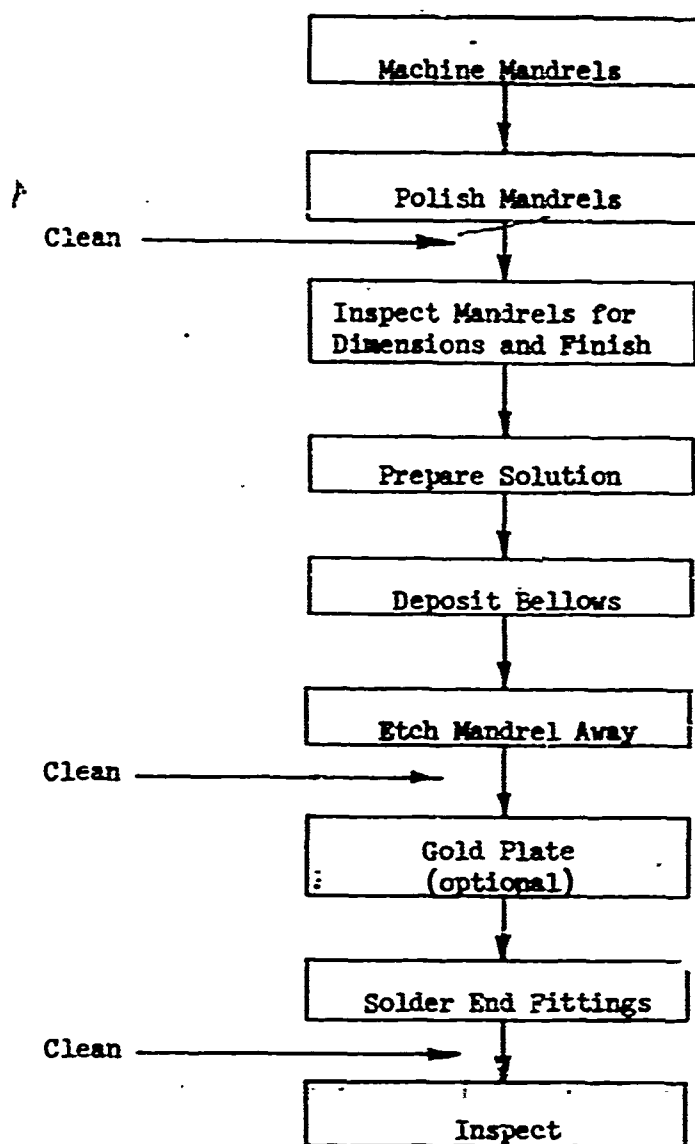 Machine Mandrels
Polish Mandrels
Clean
Inspect Mandrels for
Dimensions and Finish
Prepare Solution
Deposit Bellows
Etch Mandrel Away
Clean
Gold Plate
(optional)
Solder End Fittings
Clean
Inspect